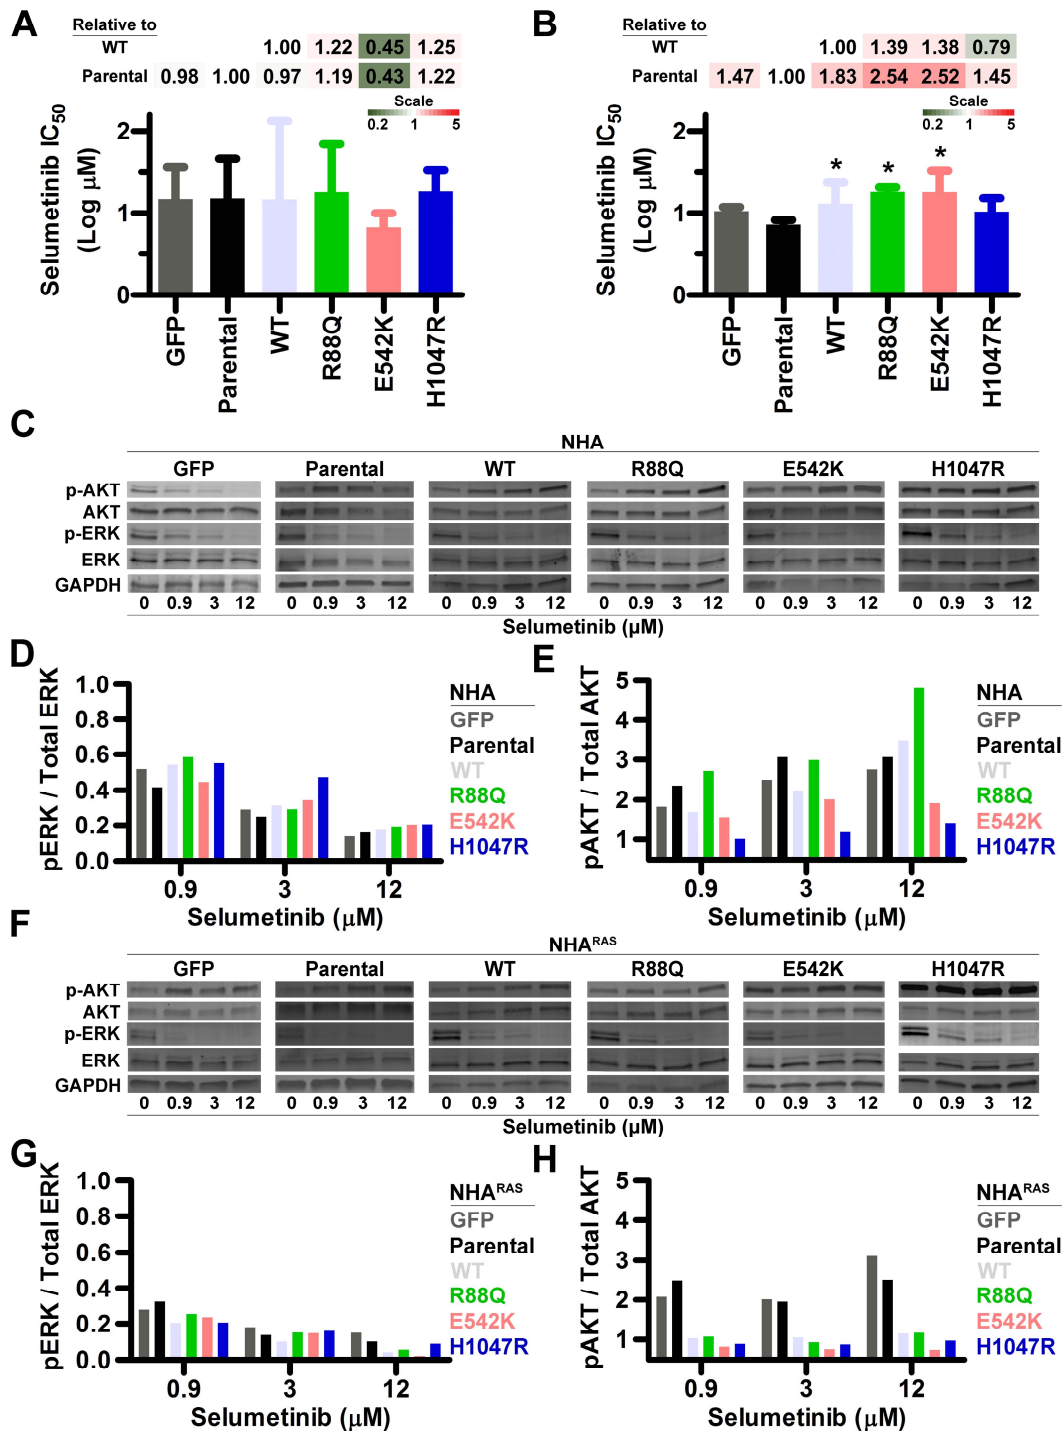 A
Relative to
WT 1.00 1.22 0.45 1.25
Parental 0.98 1.00 0.97 1.19 0.43 1.22
Scale
0.2 1 5
Selumetinib IC50
(Log µM)
2
1
0
GFP
Parental
WT
R88Q
E542K
H1047R
B
Relative to
WT 1.00 1.39 1.38 0.79
Parental 1.47 1.00 1.83 2.54 2.52 1.45
Scale
0.2 1 5
Selumetinib IC50
(Log µM)
2
1
0
* * *
GFP
Parental
WT
R88Q
E542K
H1047R
C
NHA
GFP Parental WT R88Q E542K H1047R
p-AKT
AKT
p-ERK
ERK
GAPDH
0 0.9 3 12 0 0.9 3 12 0 0.9 3 12 0 0.9 3 12 0 0.9 3 12 0 0.9 3 12
Selumetinib (µM)
D
pERK / Total ERK
1.0
0.8
0.6
0.4
0.2
0.0
0.9 3 12
Selumetinib (µM)
NHA
GFP
Parental
WT
R88Q
E542K
H1047R
E
pAKT / Total AKT
5
4
3
2
1
0.9 3 12
Selumetinib (µM)
NHA
GFP
Parental
WT
R88Q
E542K
H1047R
F
NHARAS
GFP Parental WT R88Q E542K H1047R
p-AKT
AKT
p-ERK
ERK
GAPDH
0 0.9 3 12 0 0.9 3 12 0 0.9 3 12 0 0.9 3 12 0 0.9 3 12 0 0.9 3 12
Selumetinib (µM)
G
pERK / Total ERK
1.0
0.8
0.6
0.4
0.2
0.0
0.9 3 12
Selumetinib (µM)
NHARAS
GFP
Parental
WT
R88Q
E542K
H1047R
H
pAKT / Total AKT
5
4
3
2
1
0.9 3 12
Selumetinib (µM)
NHARAS
GFP
Parental
WT
R88Q
E542K
H1047R